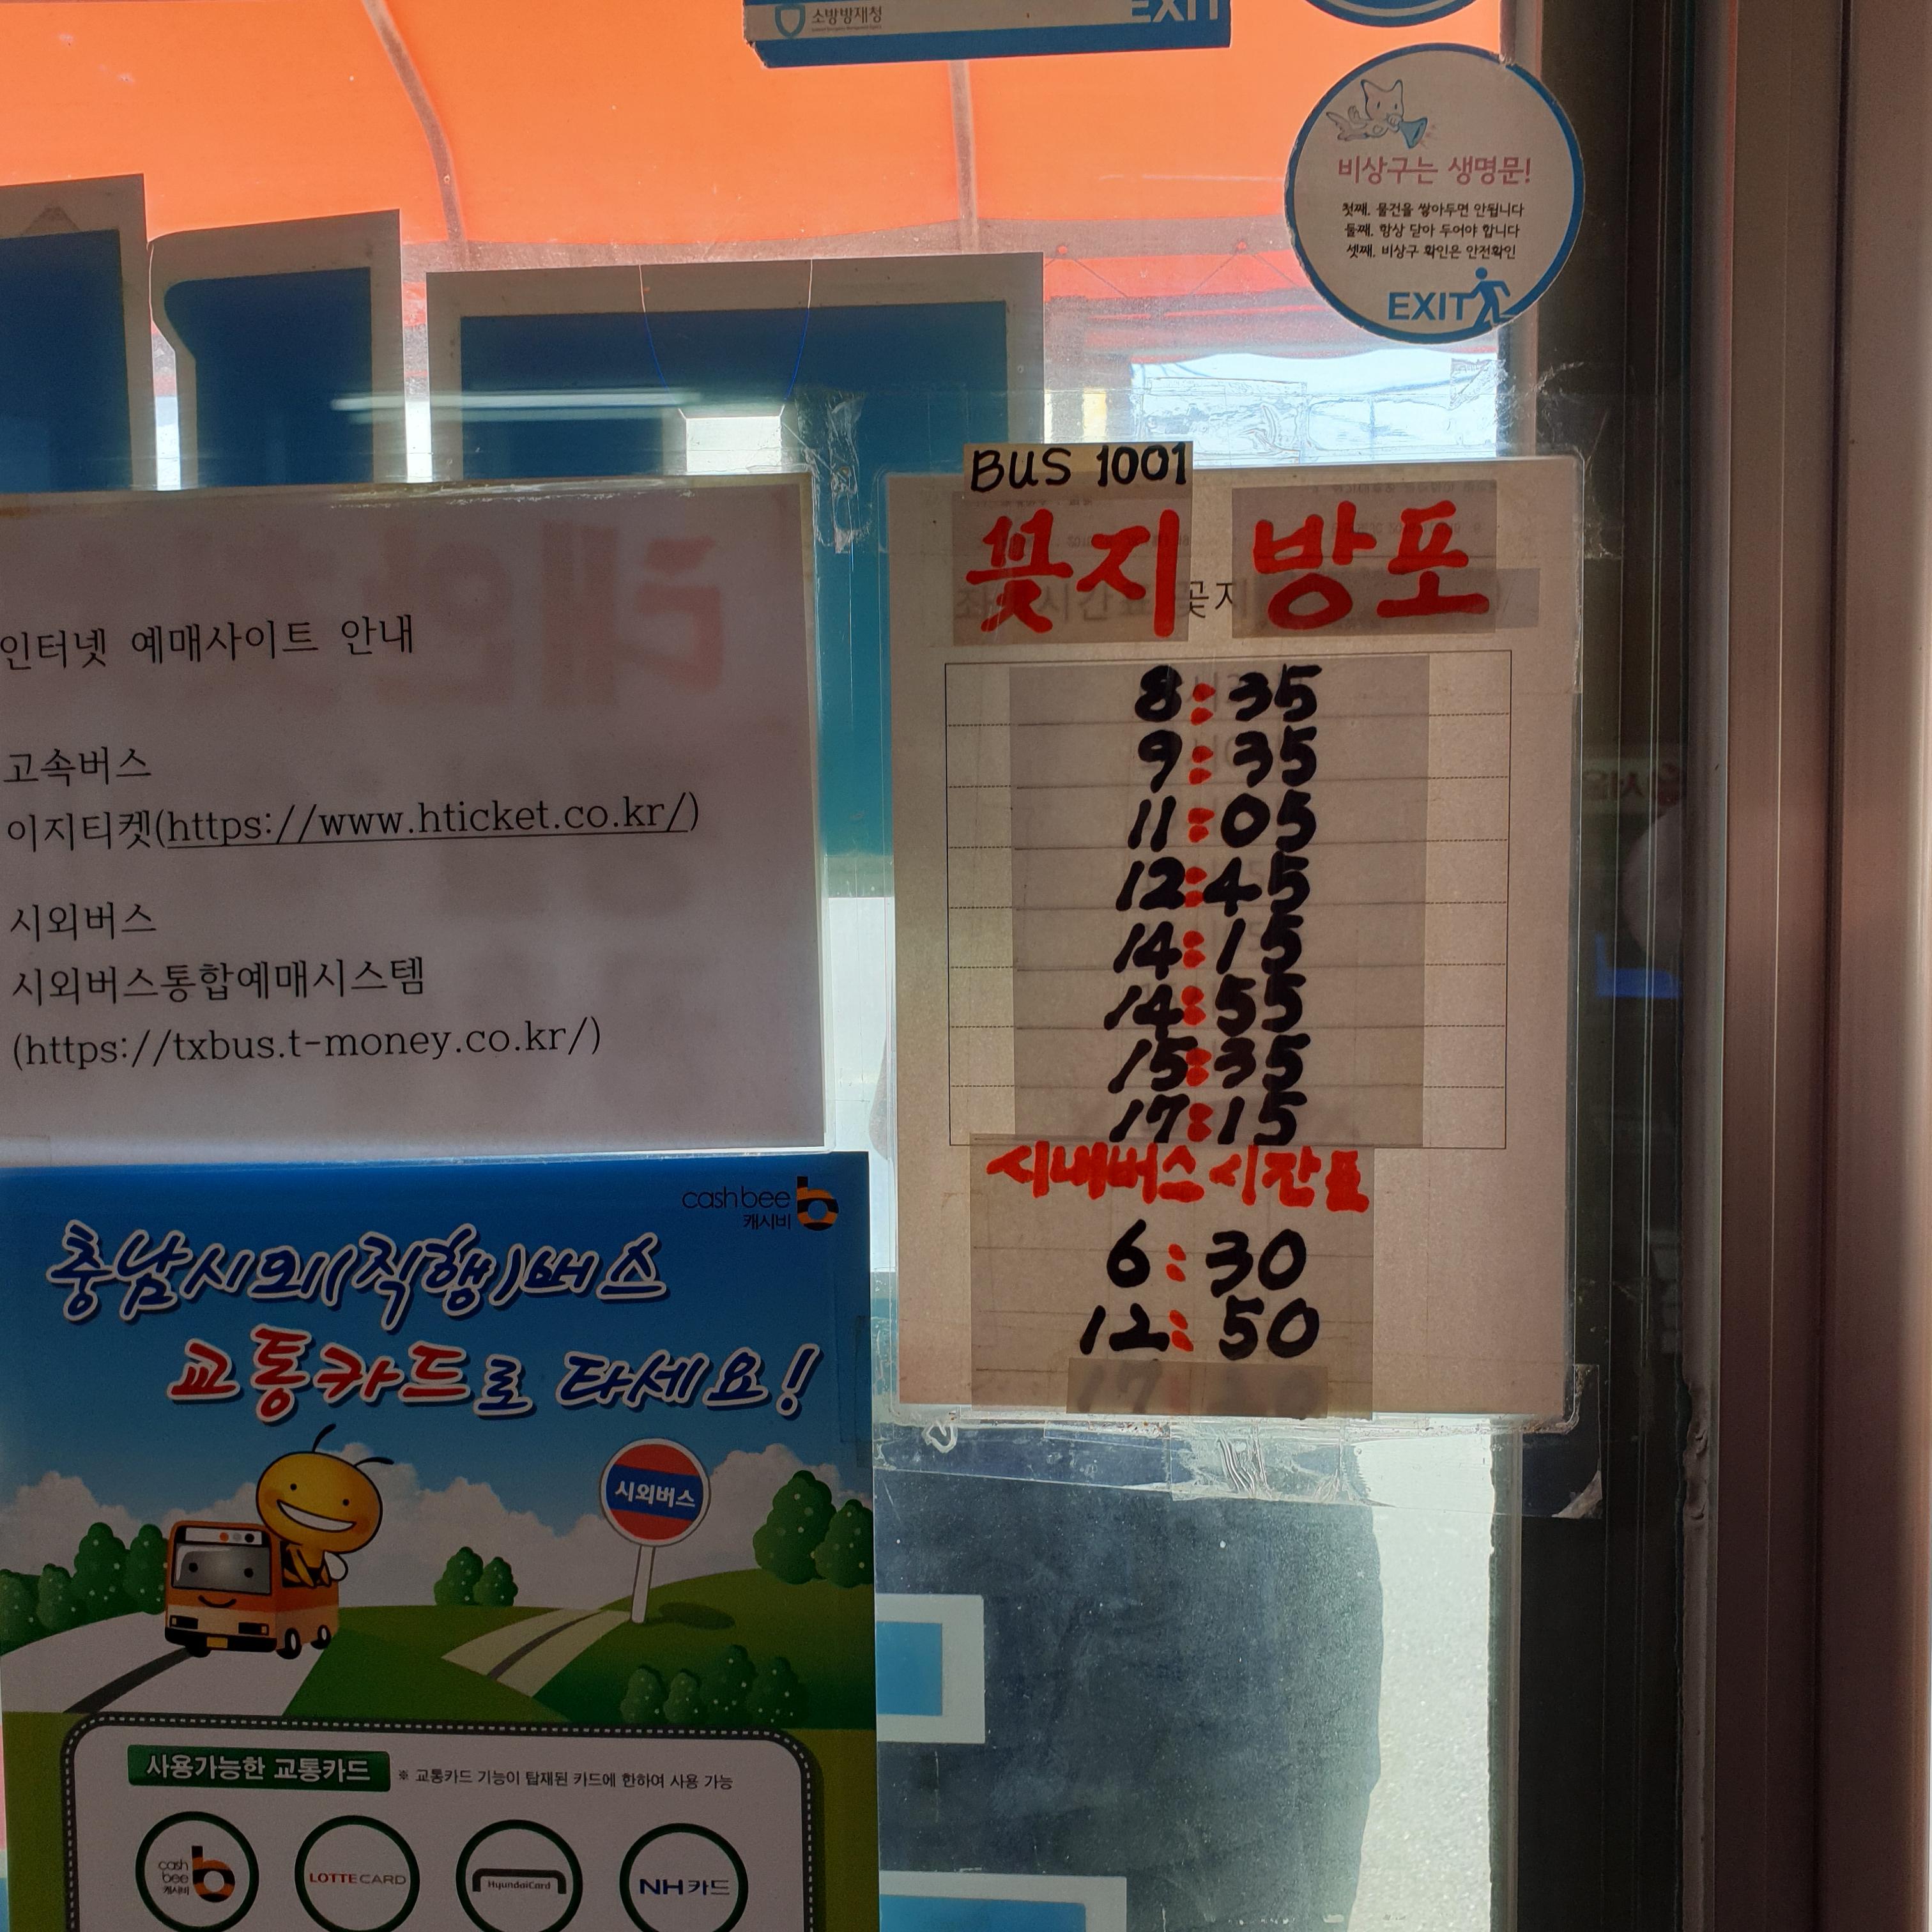 소방방재청
EXIT
비상구는 생명문!
첫째. 물건을 쌓아두면 안됩니다
둘째. 항상 닫아 두어야 합니다
셋째. 비상구 확인은 안전확인
EXIT
인터넷 예매사이트 안내
고속버스
이지티켓(https://www.hticket.co.kr/)
시외버스
시외버스통합예매시스템
(https://txbus.t-money.co.kr/)
BUS 1001
꽃지 방포
8:35
9:35
11:05
12:45
14:15
14:55
15:35
17:15
시내버스시간표
6:30
12:50
cashbee
캐시비
충남시외(직행)버스
교통카드로 타세요!
시외버스
사용가능한 교통카드 ※ 교통카드 기능이 탑재된 카드에 한하여 사용 가능
cash bee 캐시비 LOTTE CARD HyundaiCard NH카드